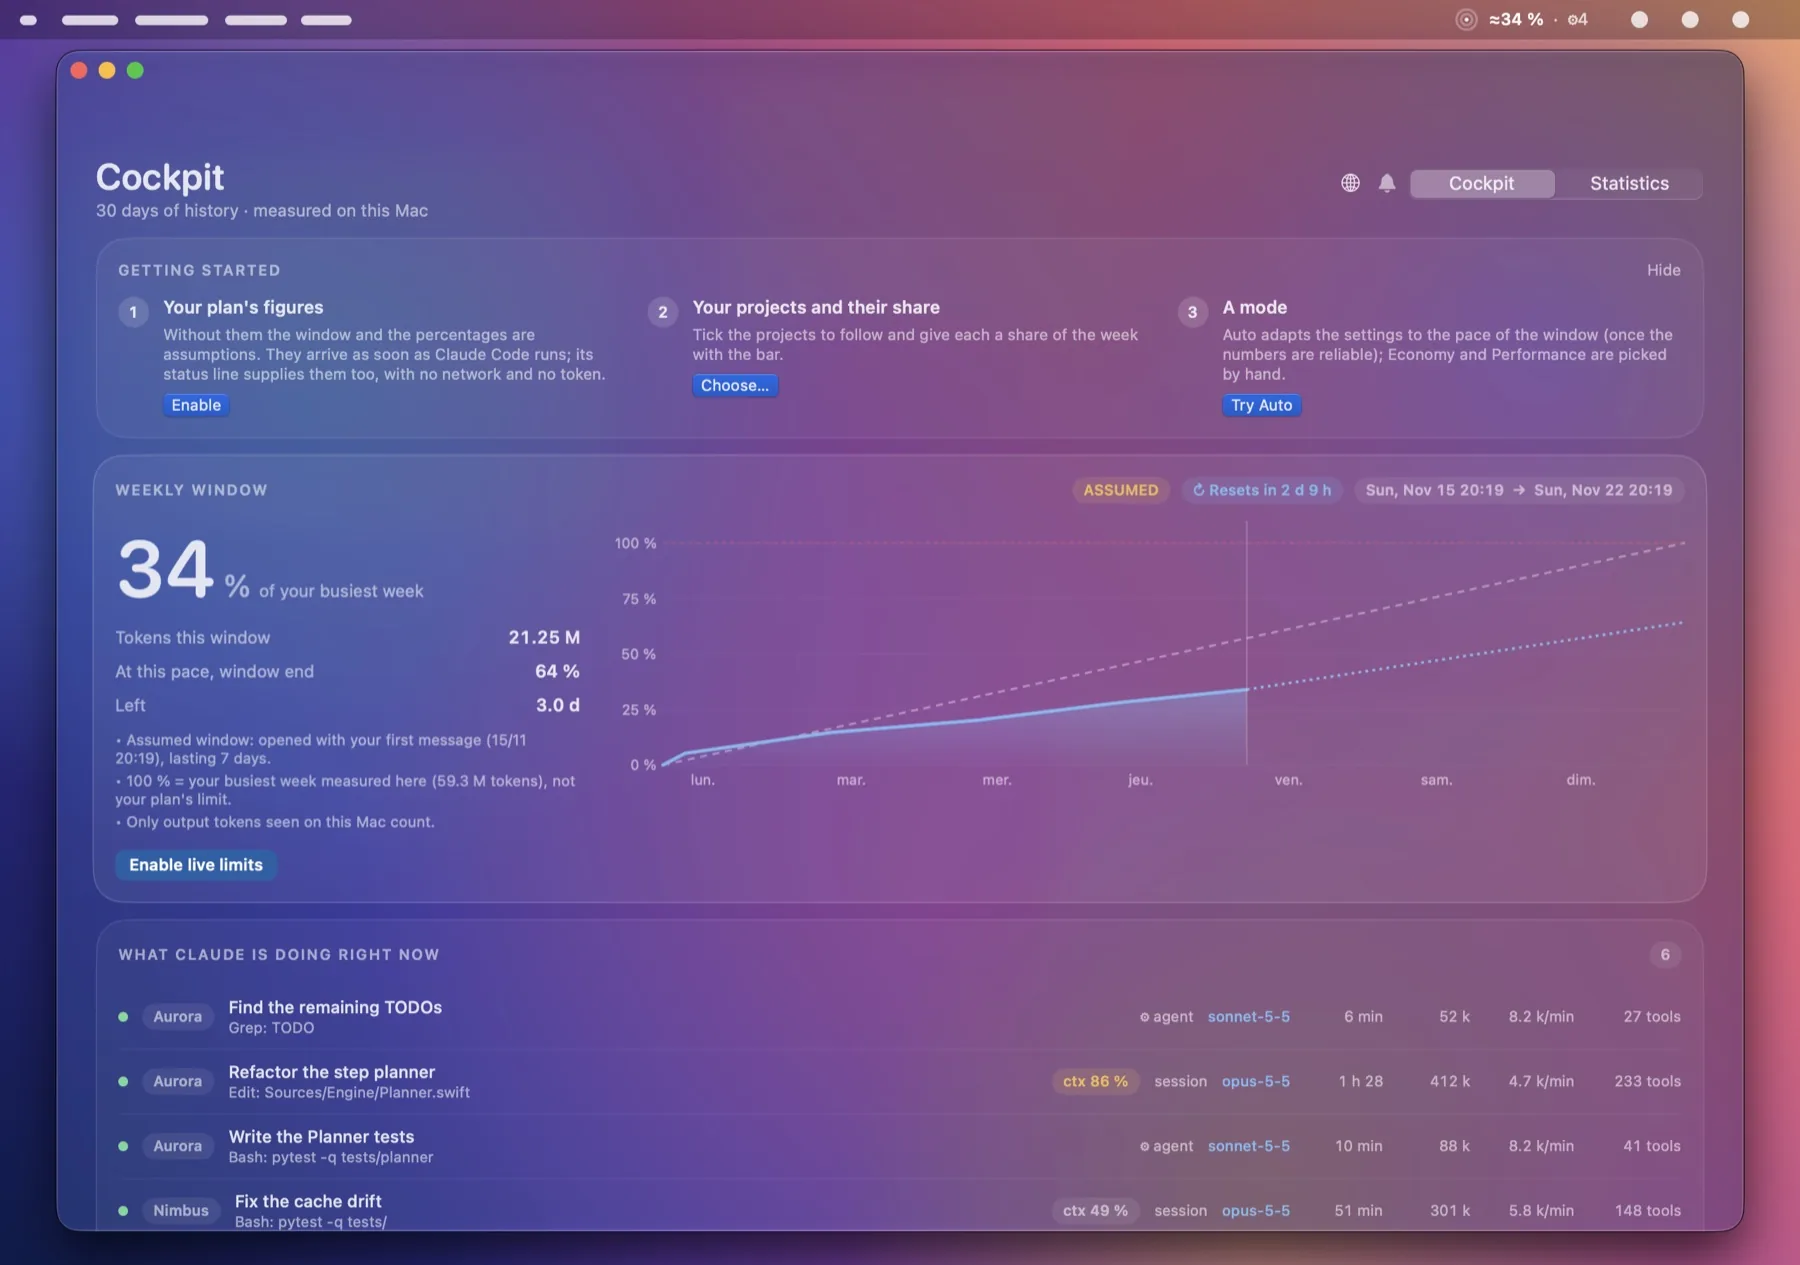 ≈34 % · ⚙4
Cockpit
30 days of history · measured on this Mac
Cockpit
Statistics
GETTING STARTED
Hide
1
Your plan's figures
Without them the window and the percentages are
assumptions. They arrive as soon as Claude Code runs; its
status line supplies them too, with no network and no token.
Enable
2
Your projects and their share
Tick the projects to follow and give each a share of the week
with the bar.
Choose...
3
A mode
Auto adapts the settings to the pace of the window (once the
numbers are reliable); Economy and Performance are picked
by hand.
Try Auto
WEEKLY WINDOW
ASSUMED
↻ Resets in 2 d 9 h
Sun, Nov 15 20:19 → Sun, Nov 22 20:19
34 % of your busiest week
Tokens this window 21.25 M
At this pace, window end 64 %
Left 3.0 d
• Assumed window: opened with your first message (15/11
20:19), lasting 7 days.
• 100 % = your busiest week measured here (59.3 M tokens), not
your plan's limit.
• Only output tokens seen on this Mac count.
Enable live limits
100 %
75 %
50 %
25 %
0 %
lun. mar. mer. jeu. ven. sam. dim.
WHAT CLAUDE IS DOING RIGHT NOW
6
Aurora
Find the remaining TODOs
Grep: TODO
⚙ agent sonnet-5-5 6 min 52 k 8.2 k/min 27 tools
Aurora
Refactor the step planner
Edit: Sources/Engine/Planner.swift
ctx 86 % session opus-5-5 1 h 28 412 k 4.7 k/min 233 tools
Aurora
Write the Planner tests
Bash: pytest -q tests/planner
⚙ agent sonnet-5-5 10 min 88 k 8.2 k/min 41 tools
Nimbus
Fix the cache drift
Bash: pytest -q tests/
ctx 49 % session opus-5-5 51 min 301 k 5.8 k/min 148 tools